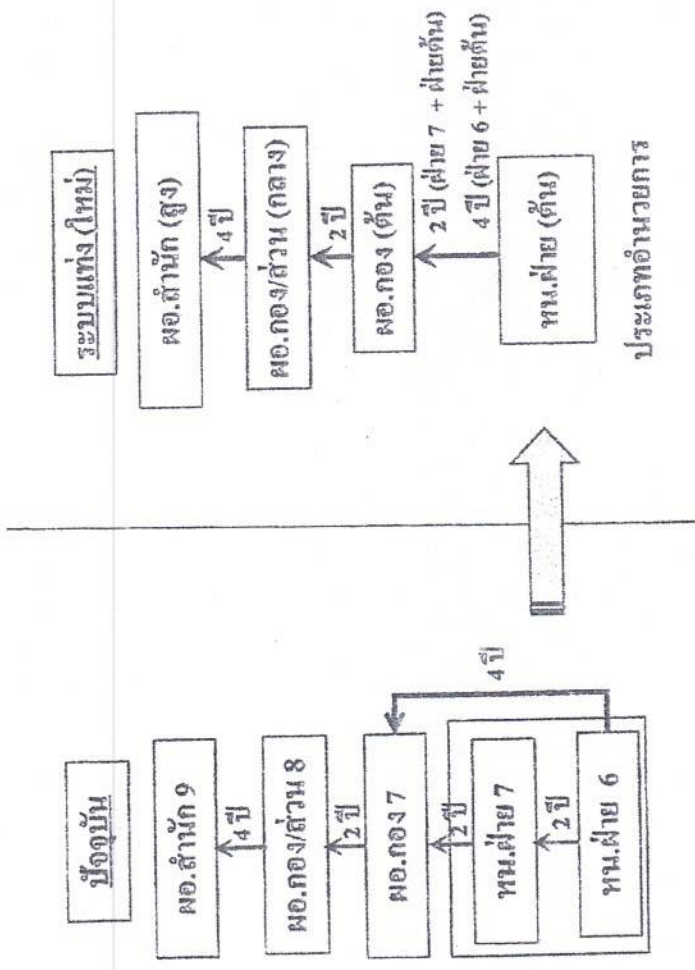 ปัจจุบัน
ผอ.สำนัก 9
4 ปี
ผอ.กอง/ส่วน 8
2 ปี
ผอ.กอง 7
2 ปี
ทน.ฝ่าย 7
2 ปี
ทน.ฝ่าย 6
4 ปี
ระบบแท่ง (ใหม่)
ผอ.สำนัก (สูง)
4 ปี
ผอ.กอง/ส่วน (กลาง)
2 ปี
ผอ.กอง (ต้น)
2 ปี (ฝ่าย 7 + ฝ่ายต้น)
4 ปี (ฝ่าย 6 + ฝ่ายต้น)
ทน.ฝ่าย (ต้น)
ประเภทอำนวยการ